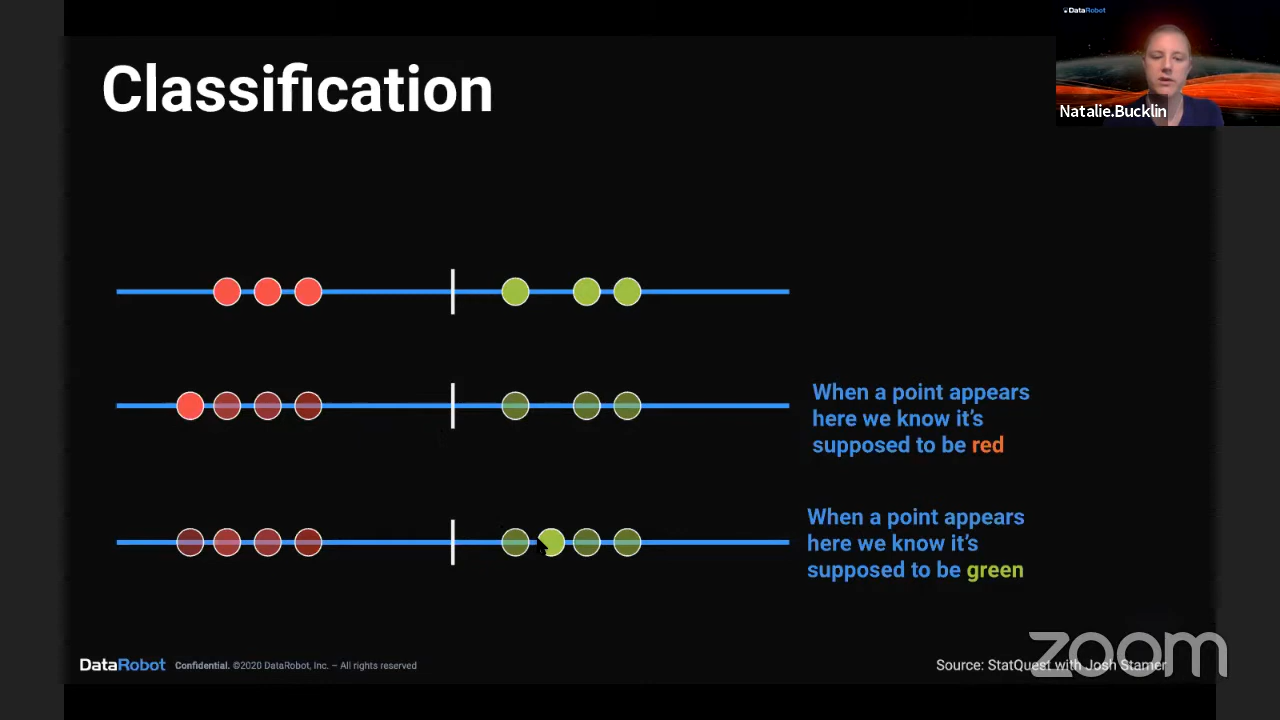 Classification
DataRobot
Natalie.Bucklin
When a point appears
here we know it's
supposed to be red
When a point appears
here we know it's
supposed to be green
DataRobot Confidential. ©2020 DataRobot, Inc. – All rights reserved
Source: StatQuest with Josh Stamer
zoom